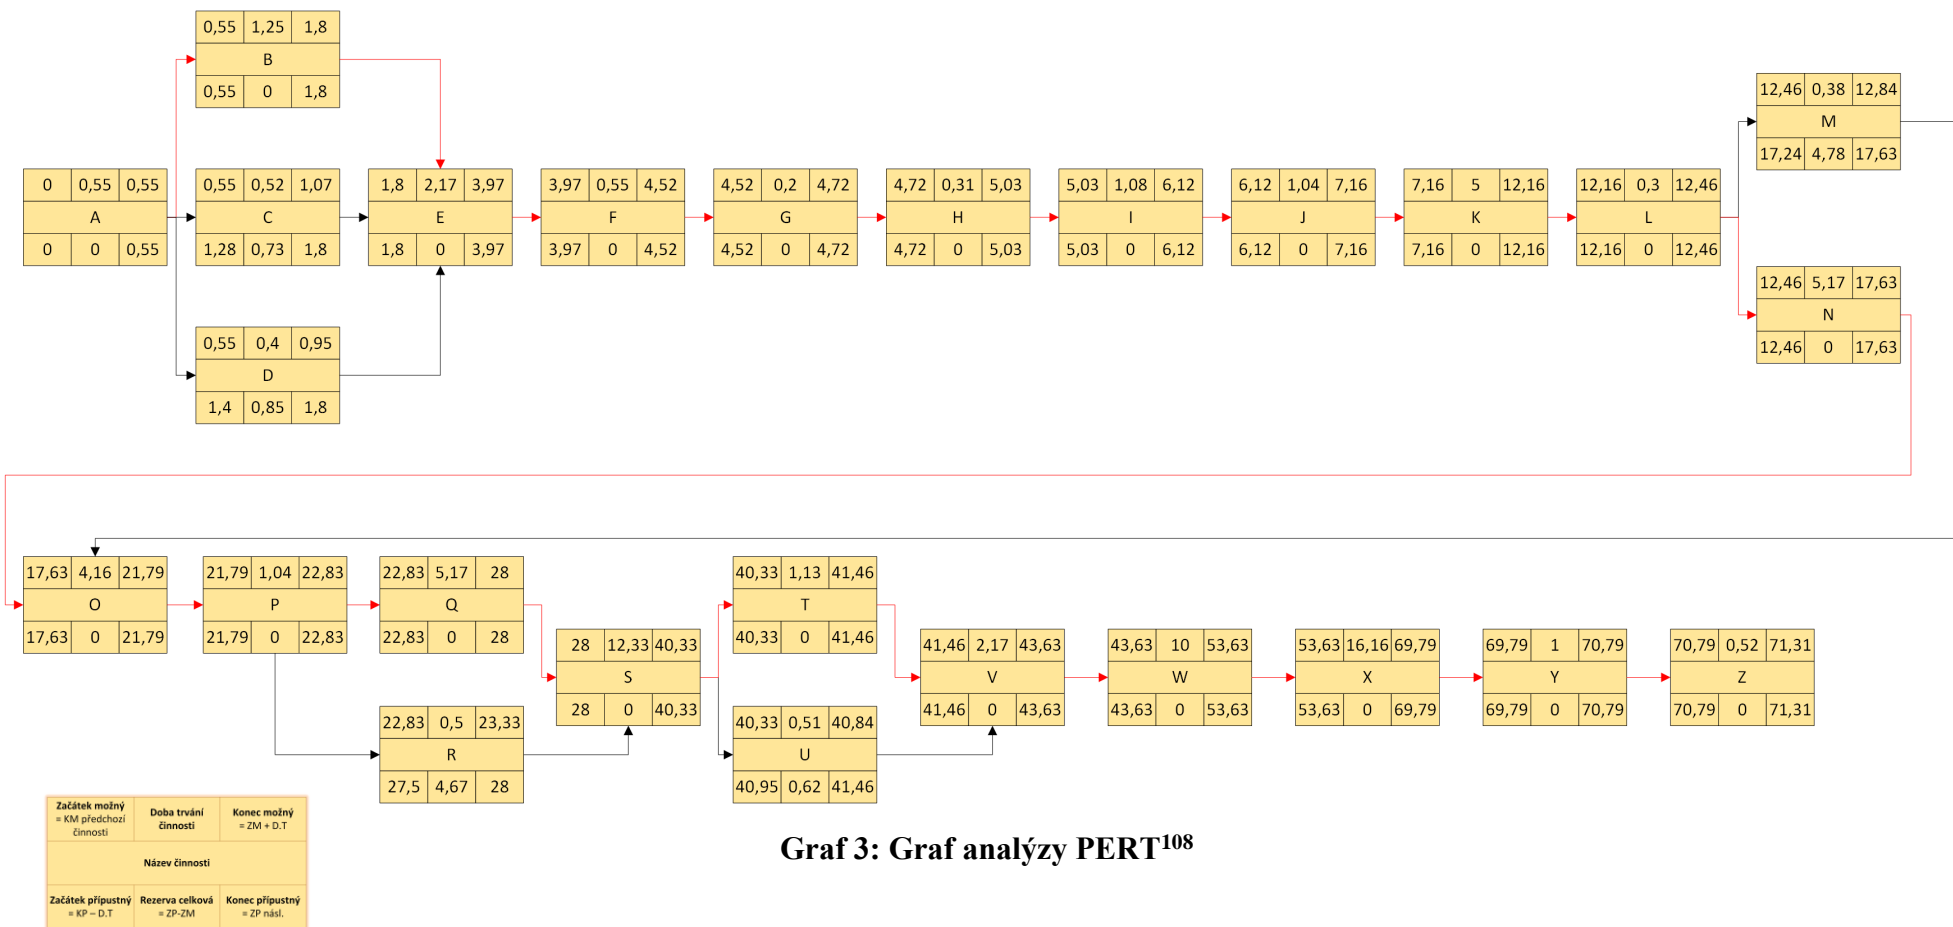 0,55 1,25 1,8
B
0,55 0 1,8
12,46 0,38 12,84
M
17,24 4,78 17,63
0 0,55 0,55
A
0 0 0,55
0,55 0,52 1,07
C
1,28 0,73 1,8
1,8 2,17 3,97
E
1,8 0 3,97
3,97 0,55 4,52
F
3,97 0 4,52
4,52 0,2 4,72
G
4,52 0 4,72
4,72 0,31 5,03
H
4,72 0 5,03
5,03 1,08 6,12
I
5,03 0 6,12
6,12 1,04 7,16
J
6,12 0 7,16
7,16 5 12,16
K
7,16 0 12,16
12,16 0,3 12,46
L
12,16 0 12,46
12,46 5,17 17,63
N
12,46 0 17,63
0,55 0,4 0,95
D
1,4 0,85 1,8
17,63 4,16 21,79
O
17,63 0 21,79
21,79 1,04 22,83
P
21,79 0 22,83
22,83 5,17 28
Q
22,83 0 28
28 12,33 40,33
S
28 0 40,33
40,33 1,13 41,46
T
40,33 0 41,46
41,46 2,17 43,63
V
41,46 0 43,63
43,63 10 53,63
W
43,63 0 53,63
53,63 16,16 69,79
X
53,63 0 69,79
69,79 1 70,79
Y
69,79 0 70,79
70,79 0,52 71,31
Z
70,79 0 71,31
22,83 0,5 23,33
R
27,5 4,67 28
40,33 0,51 40,84
U
40,95 0,62 41,46
Začátek možný
= KM předchozí
činnosti
Doba trvání
činnosti
Konec možný
= ZM + D.T
Název činnosti
Začátek přípustný
= KP – D.T
Rezerva celková
= ZP-ZM
Konec přípustný
= ZP násl.
Graf 3: Graf analýzy PERT108